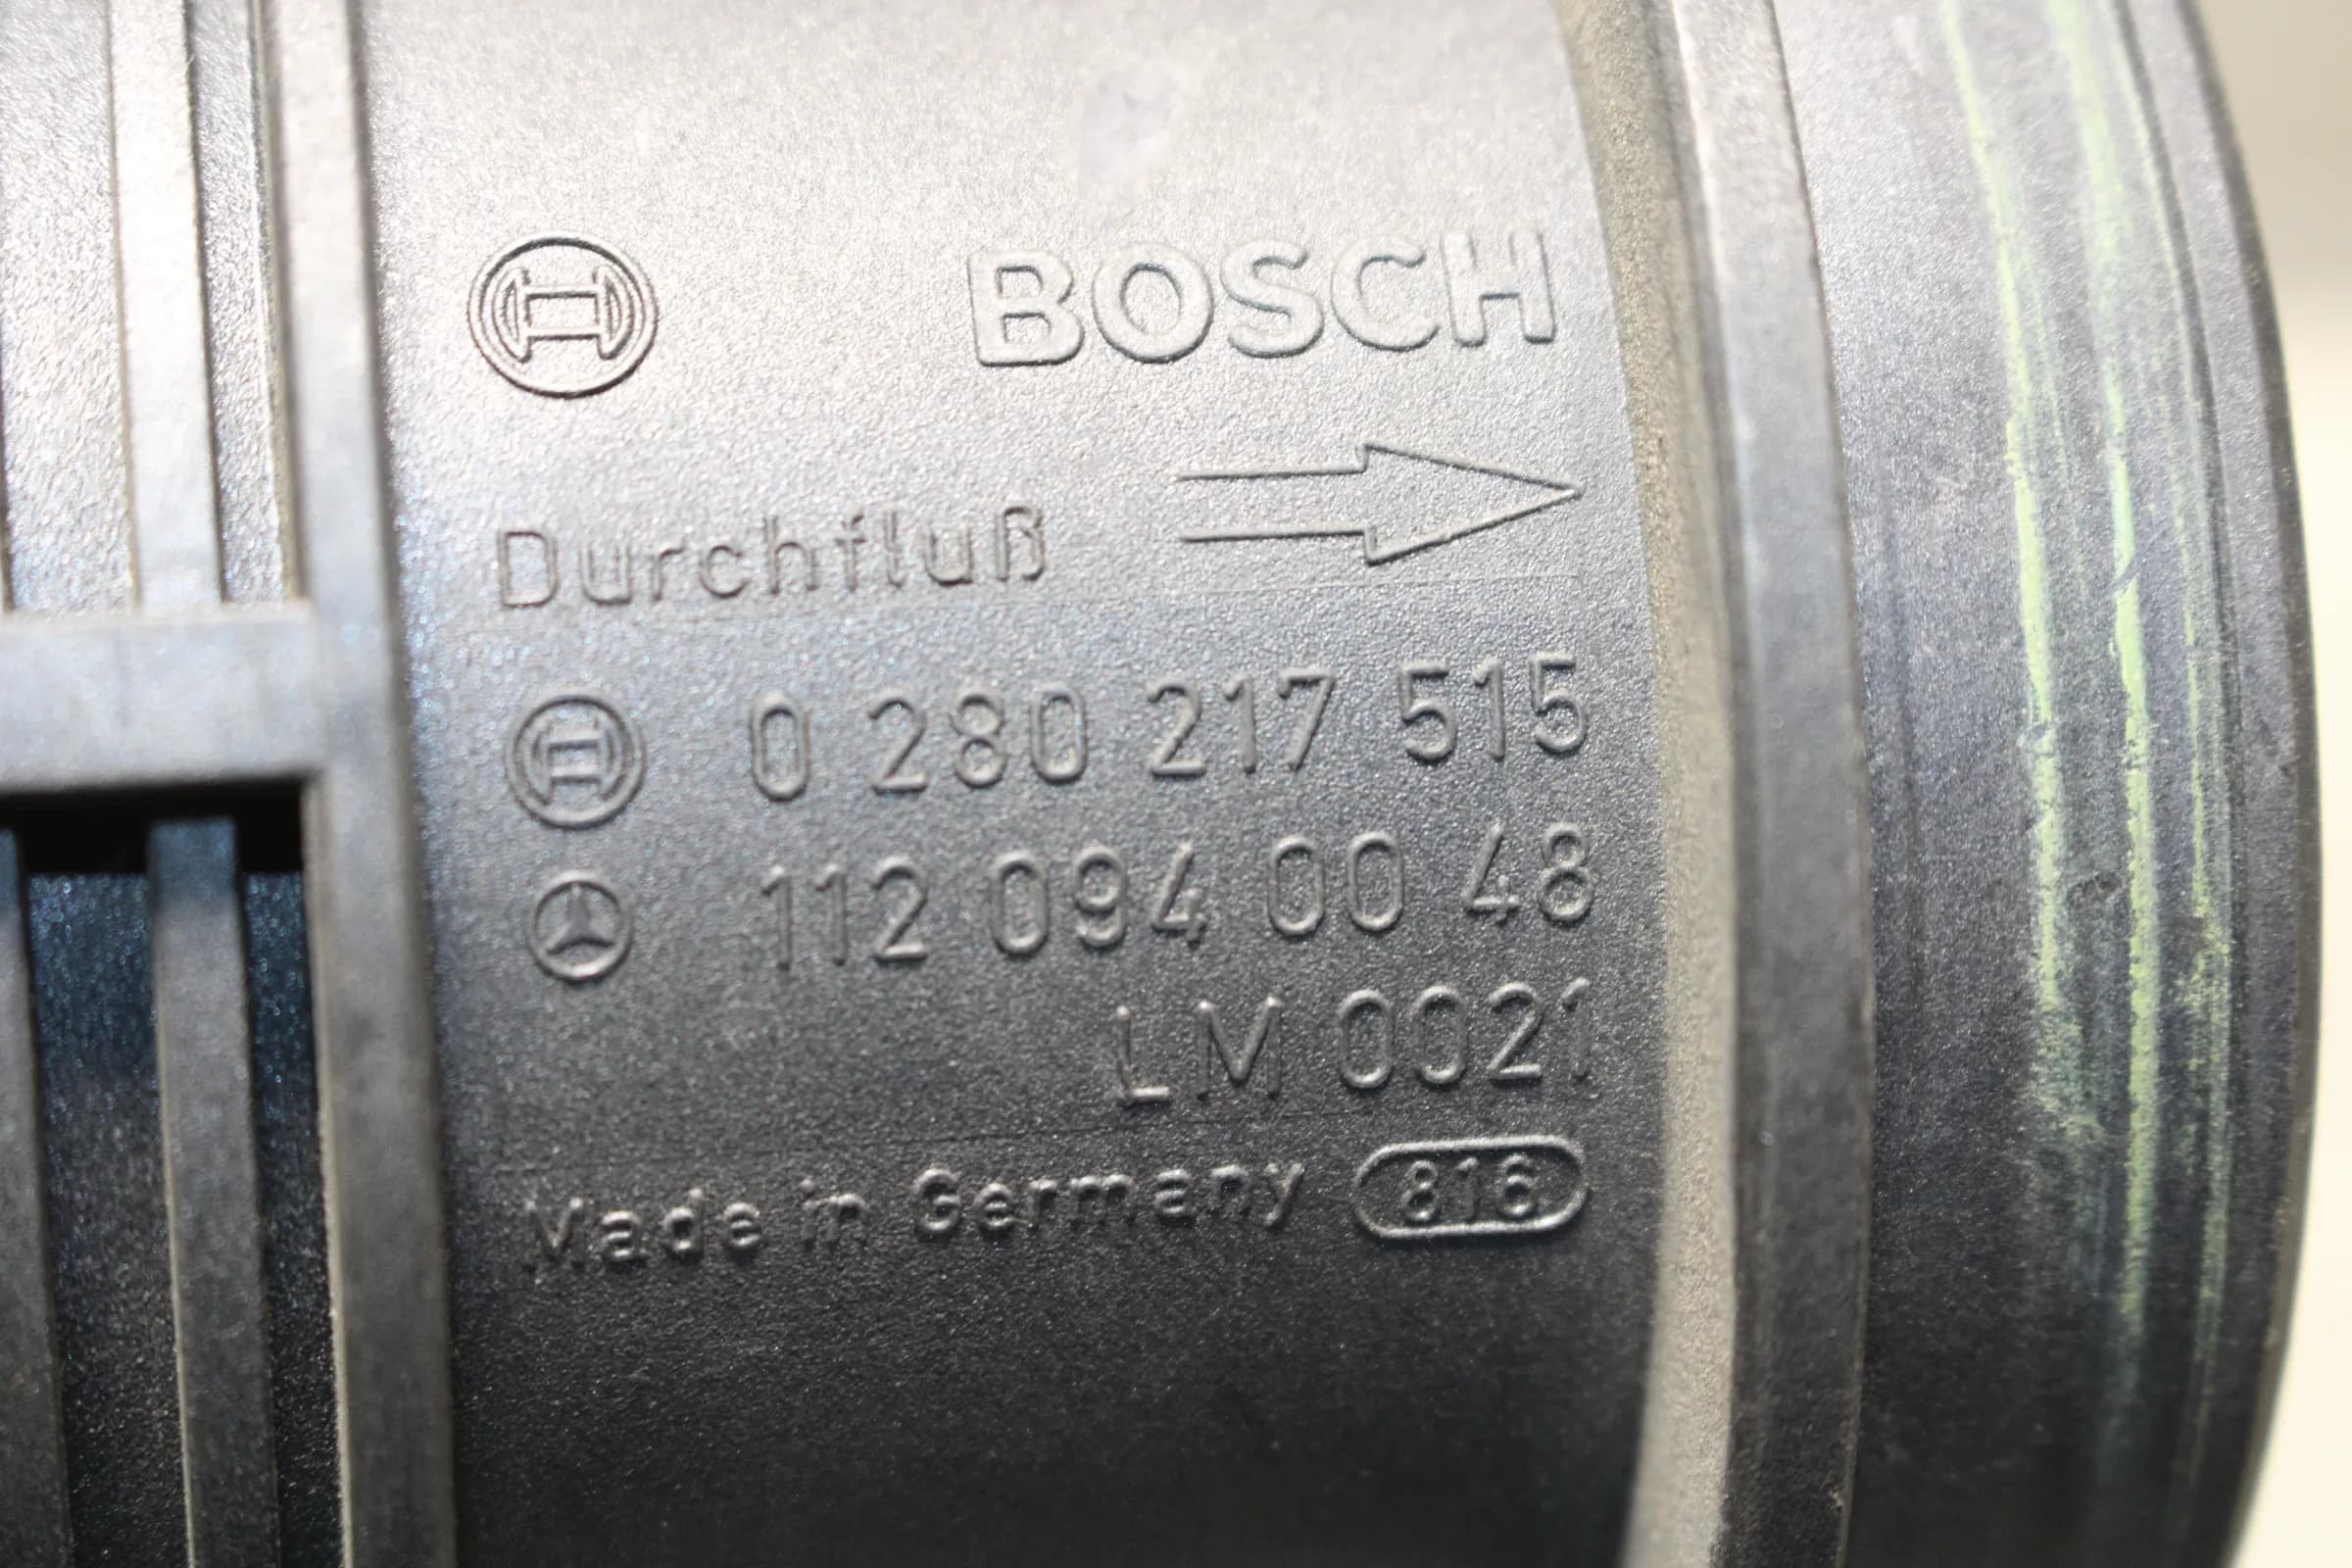 BOSCH
Durchfluß
0 280 217 515
112 094 00 48
LM 0021
Made in Germany 816